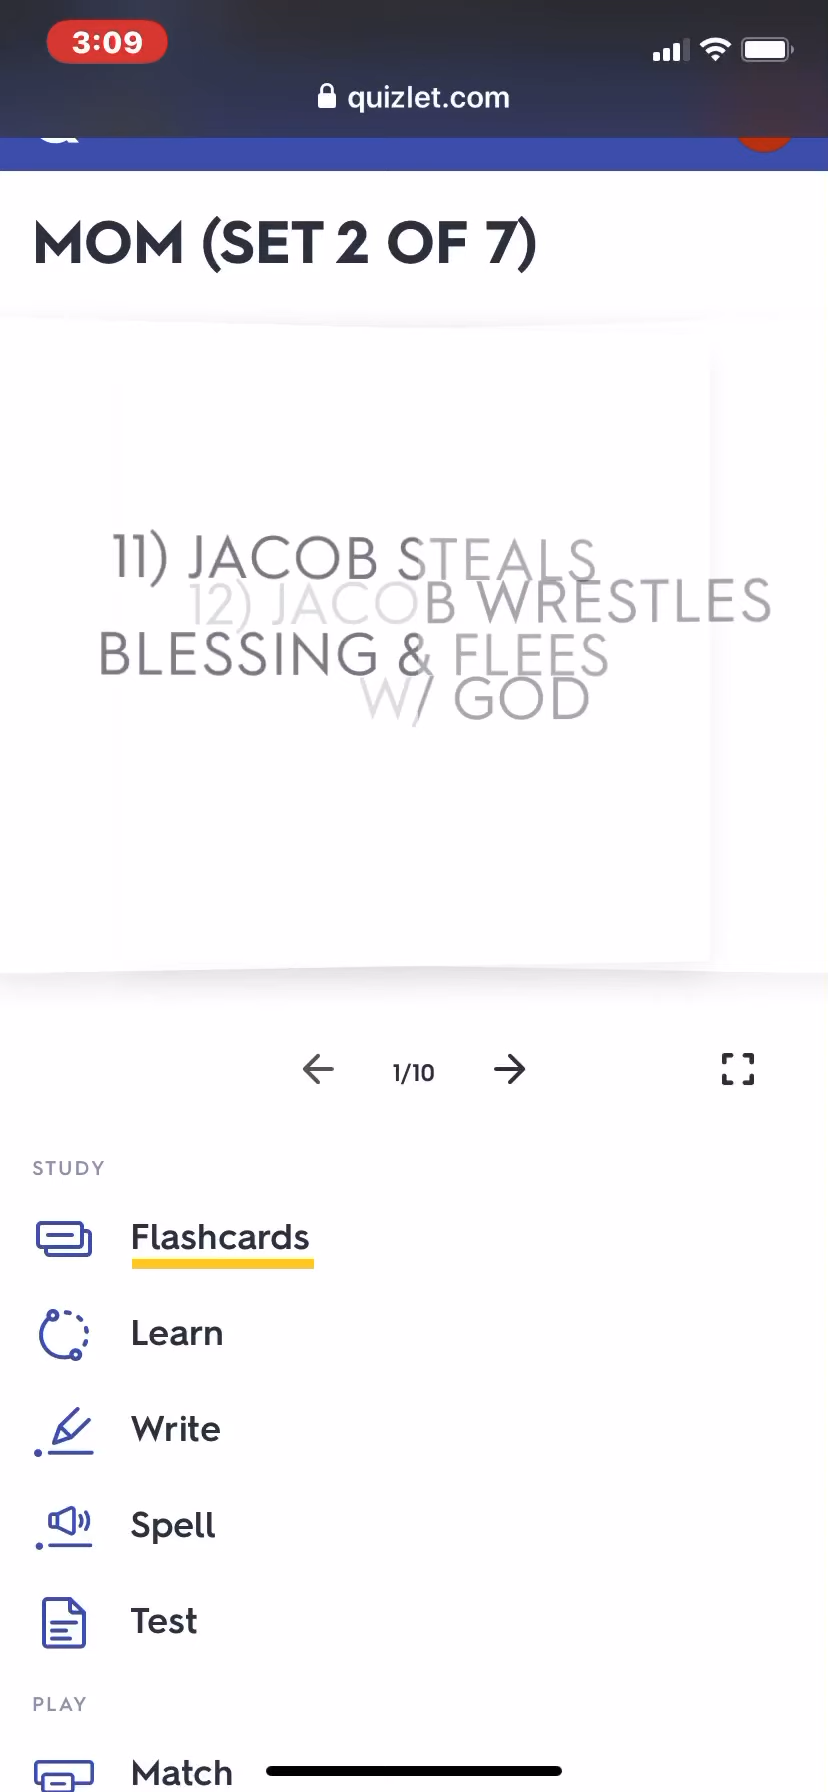 3:09
quizlet.com
MOM (SET 2 OF 7)
11) JACOB STEALS
BLESSING & FLEES
12) JACOB WRESTLES
W/ GOD
1/10
STUDY
Flashcards
Learn
Write
Spell
Test
PLAY
Match